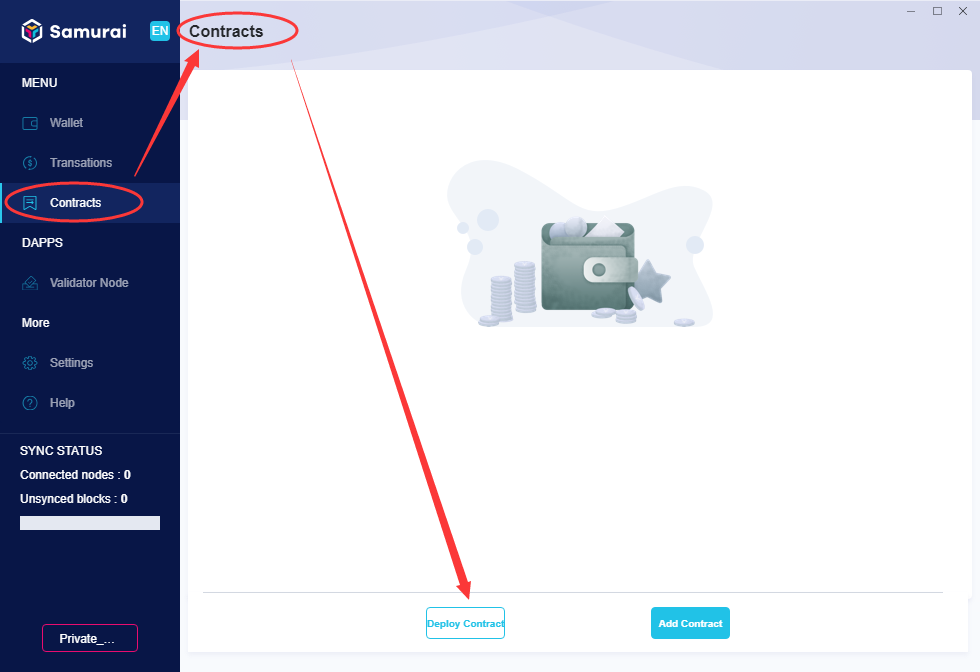 Samurai
EN
Contracts
MENU
Wallet
Transations
Contracts
DAPPS
Validator Node
More
Settings
Help
SYNC STATUS
Connected nodes : 0
Unsynced blocks : 0
Private_...
Deploy Contract
Add Contract